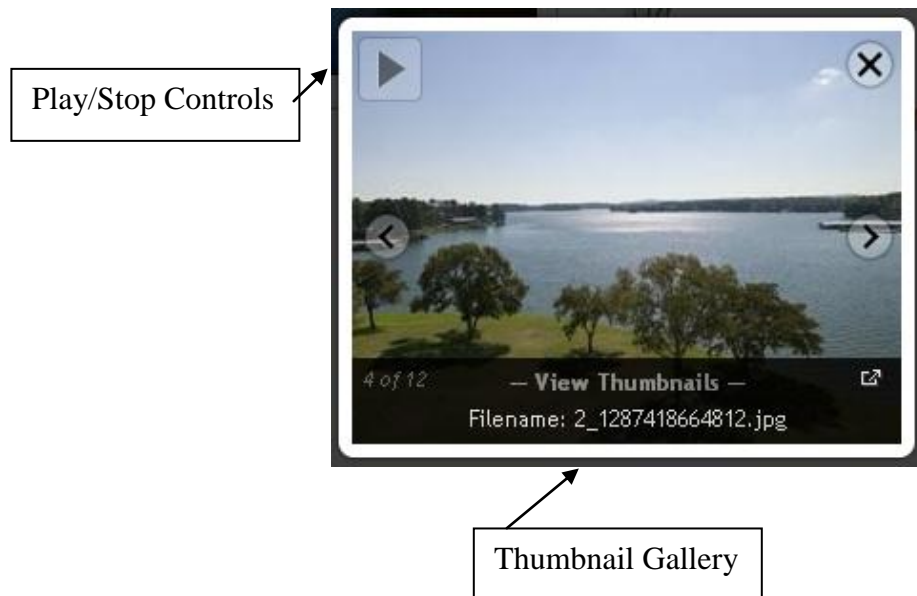 Play/Stop Controls
4 of 12
— View Thumbnails —
Filename: 2_1287418664812.jpg
Thumbnail Gallery